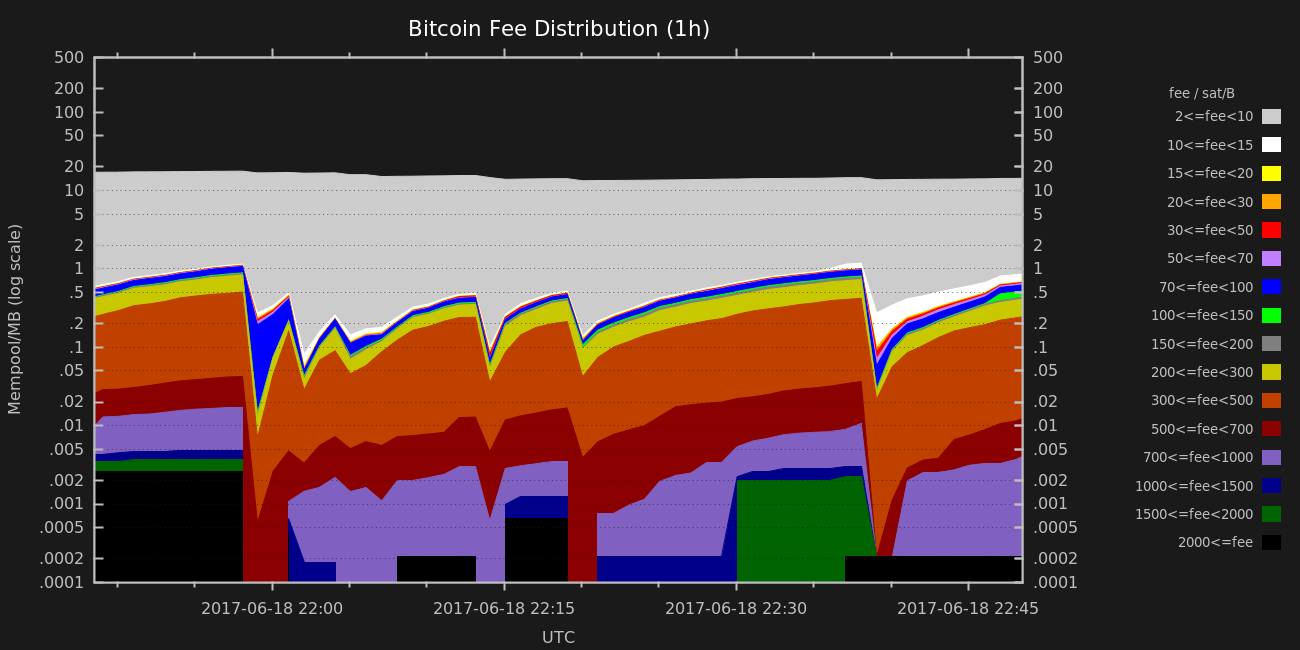 Bitcoin Fee Distribution (1h)
Mempool/MB (log scale)
500
200
100
50
20
10
5
2
1
.5
.2
.1
.05
.02
.01
.005
.002
.001
.0005
.0002
.0001
500
200
100
50
20
10
5
2
1
.5
.2
.1
.05
.02
.01
.005
.002
.001
.0005
.0002
.0001
2017-06-18 22:00
2017-06-18 22:15
2017-06-18 22:30
2017-06-18 22:45
UTC
fee / sat/B
2<=fee<10
10<=fee<15
15<=fee<20
20<=fee<30
30<=fee<50
50<=fee<70
70<=fee<100
100<=fee<150
150<=fee<200
200<=fee<300
300<=fee<500
500<=fee<700
700<=fee<1000
1000<=fee<1500
1500<=fee<2000
2000<=fee